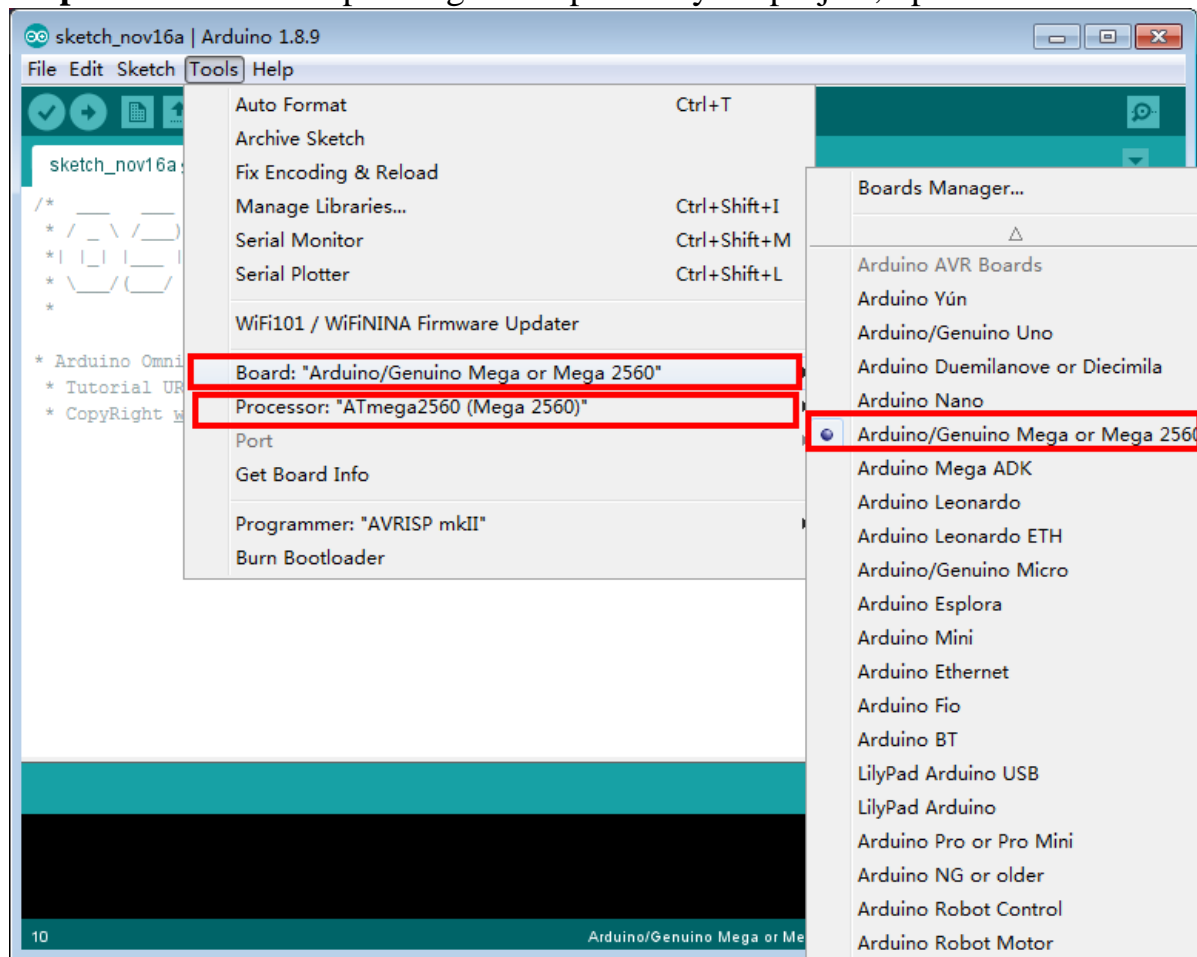 sketch_nov16a | Arduino 1.8.9
File Edit Sketch Tools Help
sketch_nov16a
/* ___ ___
* / _ \ /___)
*| |_| |___ |
* \___/(___/
*
* Arduino Omni
* Tutorial UR
* CopyRight w
Auto Format Ctrl+T
Archive Sketch
Fix Encoding & Reload
Manage Libraries... Ctrl+Shift+I
Serial Monitor Ctrl+Shift+M
Serial Plotter Ctrl+Shift+L
WiFi101 / WiFiNINA Firmware Updater
Board: "Arduino/Genuino Mega or Mega 2560"
Processor: "ATmega2560 (Mega 2560)"
Port
Get Board Info
Programmer: "AVRISP mkII"
Burn Bootloader
Boards Manager...
Arduino AVR Boards
Arduino Yún
Arduino/Genuino Uno
Arduino Duemilanove or Diecimila
Arduino Nano
Arduino/Genuino Mega or Mega 2560
Arduino Mega ADK
Arduino Leonardo
Arduino Leonardo ETH
Arduino/Genuino Micro
Arduino Esplora
Arduino Mini
Arduino Ethernet
Arduino Fio
Arduino BT
LilyPad Arduino USB
LilyPad Arduino
Arduino Pro or Pro Mini
Arduino NG or older
Arduino Robot Control
Arduino Robot Motor
10 Arduino/Genuino Mega or Me